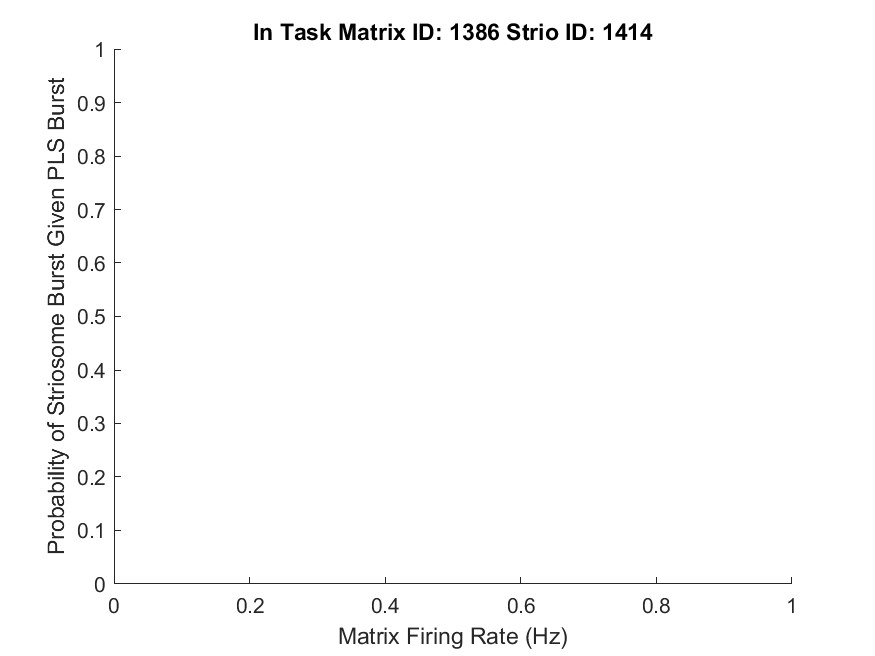 In Task Matrix ID: 1386 Strio ID: 1414
Probability of Striosome Burst Given PLS Burst
1
0.9
0.8
0.7
0.6
0.5
0.4
0.3
0.2
0.1
0
0 0.2 0.4 0.6 0.8 1
Matrix Firing Rate (Hz)